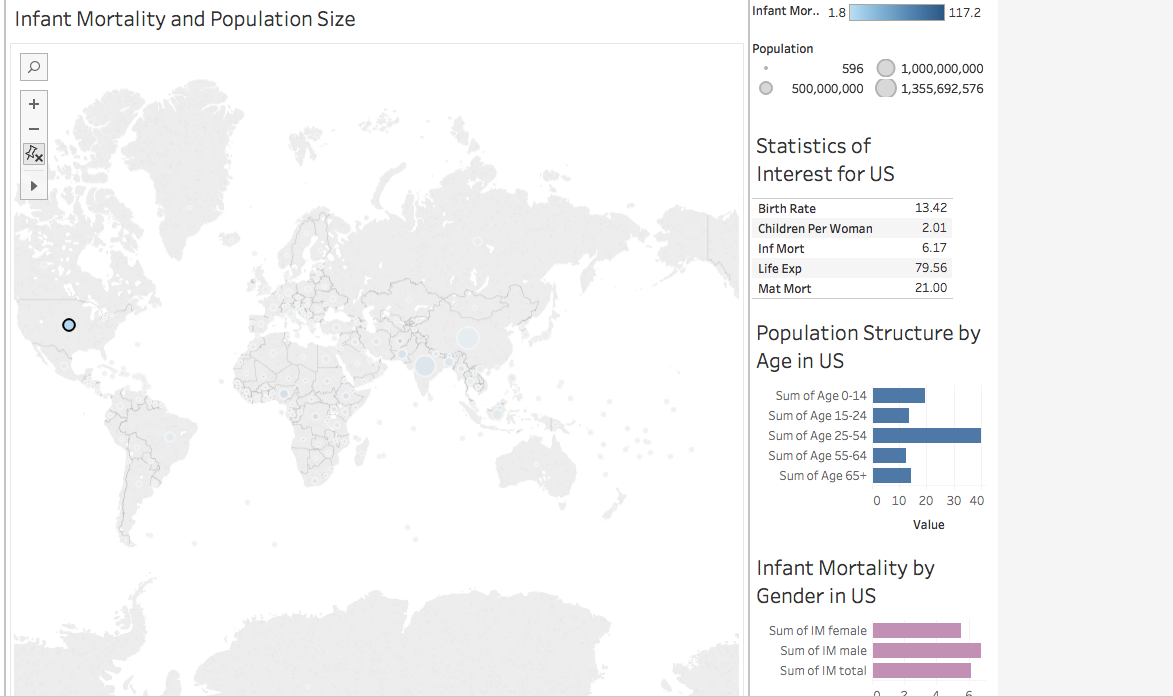 Infant Mortality and Population Size
Infant Mor.. 1.8 117.2
Population
596 1,000,000,000
500,000,000 1,355,692,576
Statistics of
Interest for US
Birth Rate 13.42
Children Per Woman 2.01
Inf Mort 6.17
Life Exp 79.56
Mat Mort 21.00
Population Structure by
Age in US
Sum of Age 0-14
Sum of Age 15-24
Sum of Age 25-54
Sum of Age 55-64
Sum of Age 65+
0 10 20 30 40
Value
Infant Mortality by
Gender in US
Sum of IM female
Sum of IM male
Sum of IM total
0 2 4 6